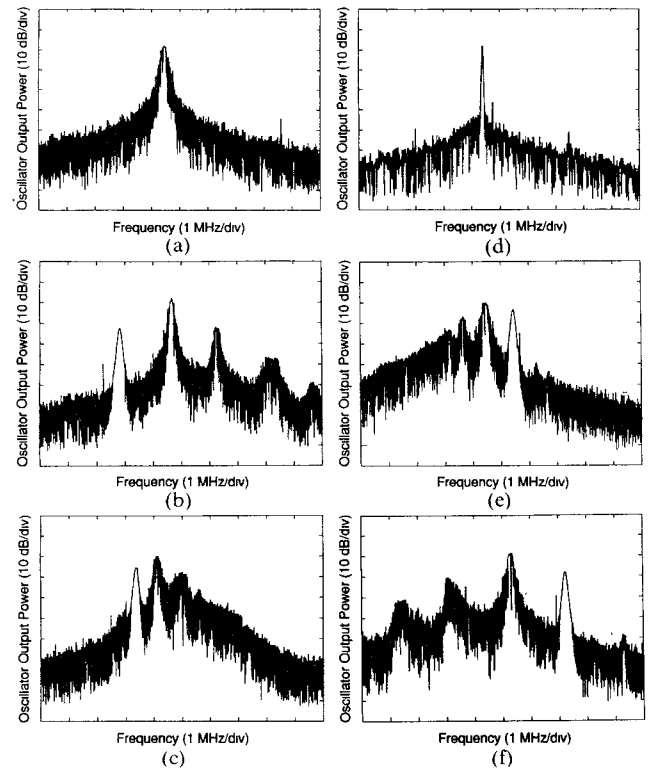 Oscillator Output Power (10 dB/div)
Frequency (1 MHz/div)
(a)
Oscillator Output Power (10 dB/div)
Frequency (1 MHz/div)
(d)
Oscillator Output Power (10 dB/div)
Frequency (1 MHz/div)
(b)
Oscillator Output Power (10 dB/div)
Frequency (1 MHz/div)
(e)
Oscillator Output Power (10 dB/div)
Frequency (1 MHz/div)
(c)
Oscillator Output Power (10 dB/div)
Frequency (1 MHz/div)
(f)